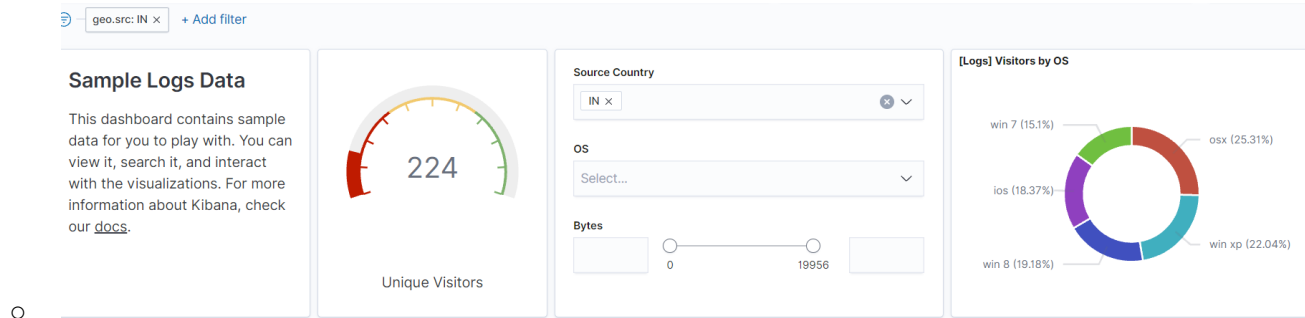 geo.src: IN ×
+ Add filter
Sample Logs Data
This dashboard contains sample
data for you to play with. You can
view it, search it, and interact
with the visualizations. For more
information about Kibana, check
our docs.
224
Unique Visitors
Source Country
IN ×
OS
Select...
Bytes
0
19956
[Logs] Visitors by OS
win 7 (15.1%)
osx (25.31%)
ios (18.37%)
win xp (22.04%)
win 8 (19.18%)